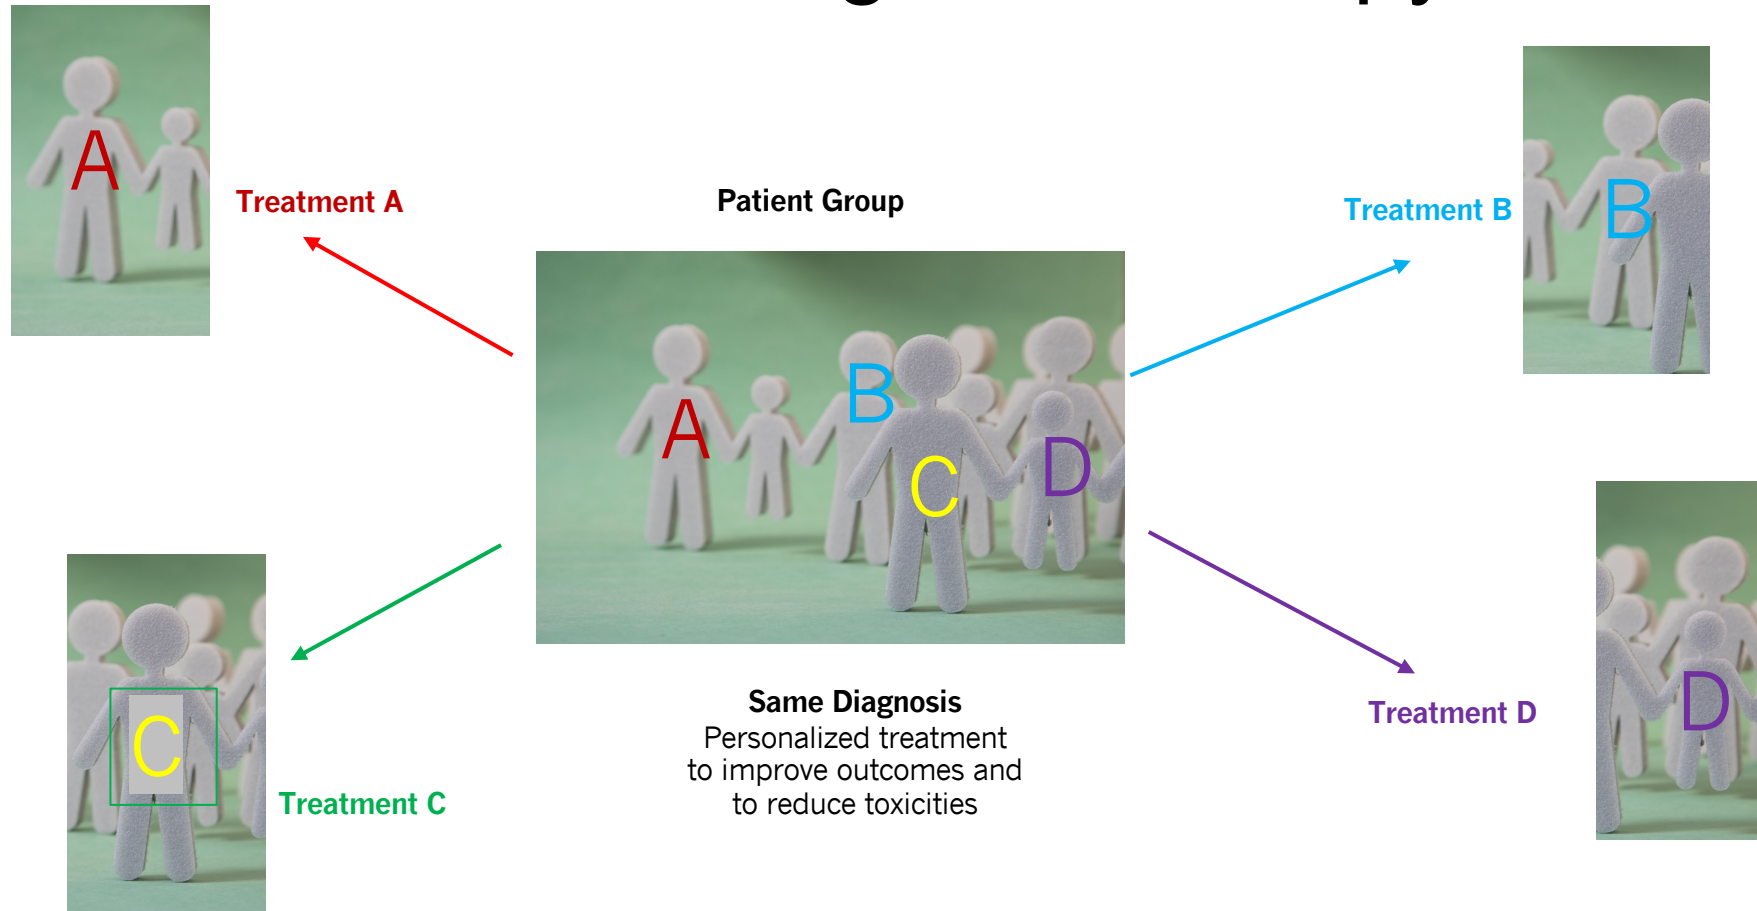 A
Treatment A
Patient Group
Treatment B
B
A
B
C
D
C
Treatment C
Same Diagnosis
Personalized treatment
to improve outcomes and
to reduce toxicities
Treatment D
D